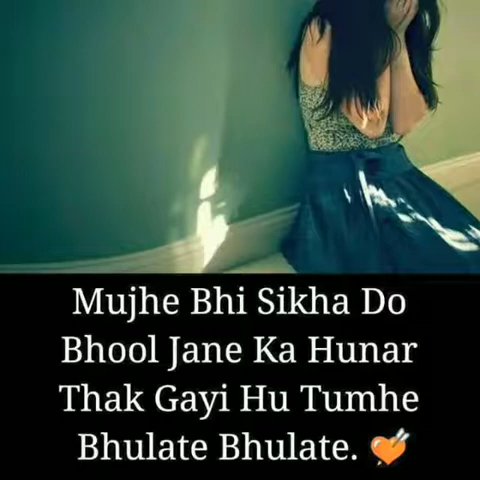 Mujhe Bhi Sikha Do
Bhool Jane Ka Hunar
Thak Gayi Hu Tumhe
Bhulate Bhulate. 💘